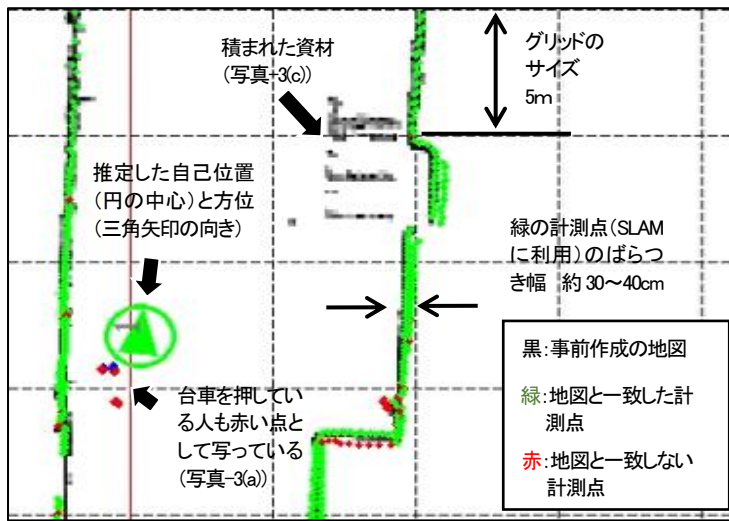 積まれた資材
(写真-3(c))
グリッドの
サイズ
5m
推定した自己位置
(円の中心)と方位
(三角矢印の向き)
緑の計測点(SLAM
に利用)のばらつ
き幅 約30～40cm
台車を押してい
る人も赤い点と
して写っている
(写真-3(a))
黒:事前作成の地図
緑:地図と一致した計
測点
赤:地図と一致しない
計測点